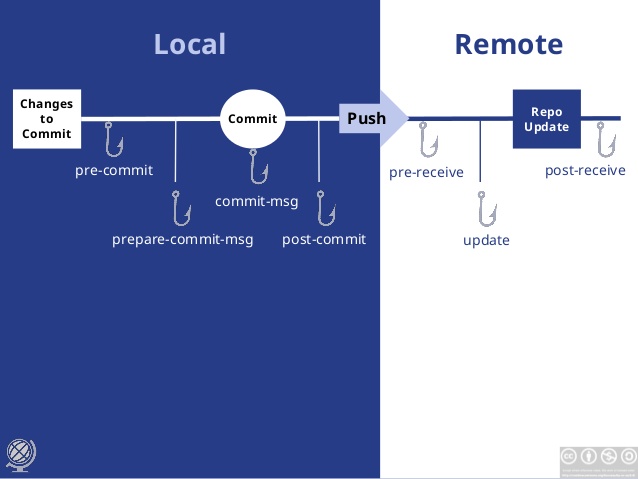 Local
Remote
Changes
to
Commit
Commit
Push
Repo
Update
pre-commit
pre-receive
post-receive
commit-msg
prepare-commit-msg
post-commit
update
cc